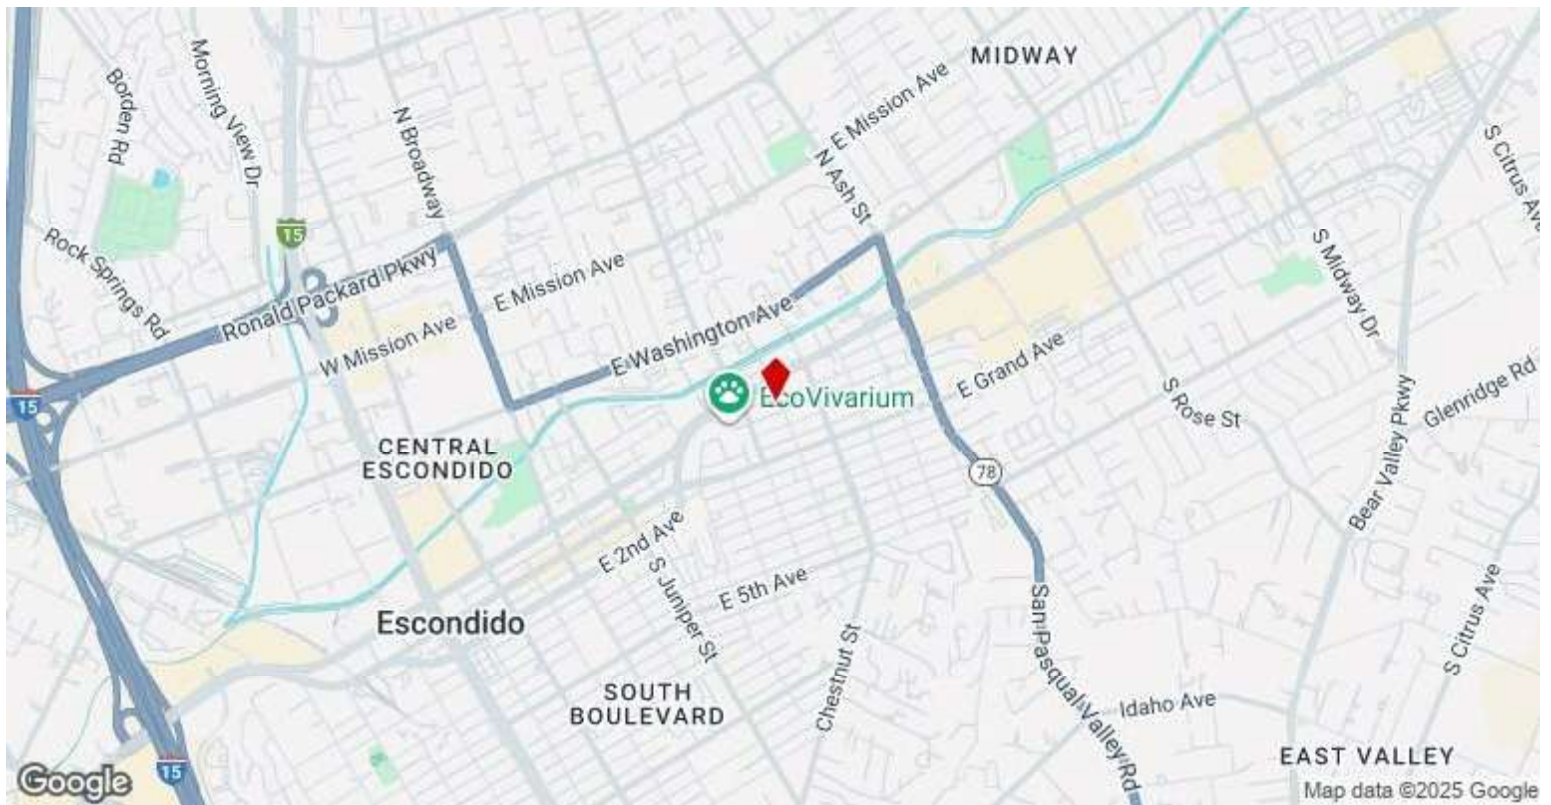 MIDWAY
Borden Rd
Morning View Dr
N Broadway
E Mission Ave
N Ash St
S Citrus Av
15
Rock Springs Rd
Ronald Packard Pkwy
E Mission Ave
S Midway Dr
W Mission Ave
E Washington Ave
E Grand Ave
EcoVivarium
15
S Rose St
Glenridge Rd
Bear Valley Pkwy
CENTRAL
ESCONDIDO
78
E 2nd Ave
S Juniper St
E 5th Ave
Escondido
San Pasqual Valley Rd
S Citrus Ave
Chestnut St
SOUTH
BOULEVARD
Idaho Ave
EAST VALLEY
15
Google
Map data ©2025 Google